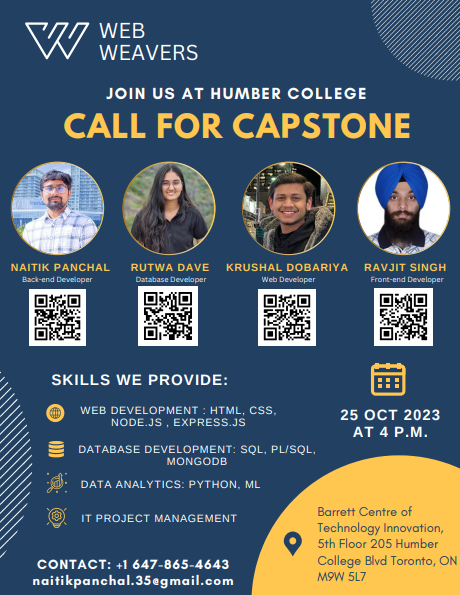 WEB
WEAVERS
JOIN US AT HUMBER COLLEGE
CALL FOR CAPSTONE
NAITIK PANCHAL
Back-end Developer
RUTWA DAVE
Database Developer
KRUSHAL DOBARIYA
Web Developer
RAVJIT SINGH
Front-end Developer
SKILLS WE PROVIDE:
WEB DEVELOPMENT : HTML, CSS,
NODE.JS , EXPRESS.JS
DATABASE DEVELOPMENT: SQL, PL/SQL,
MONGODB
DATA ANALYTICS: PYTHON, ML
IT PROJECT MANAGEMENT
25 OCT 2023
AT 4 P.M.
Barrett Centre of
Technology Innovation,
5th Floor 205 Humber
College Blvd Toronto, ON
M9W 5L7
CONTACT: +1 647-865-4643
naitikpanchal.35@gmail.com